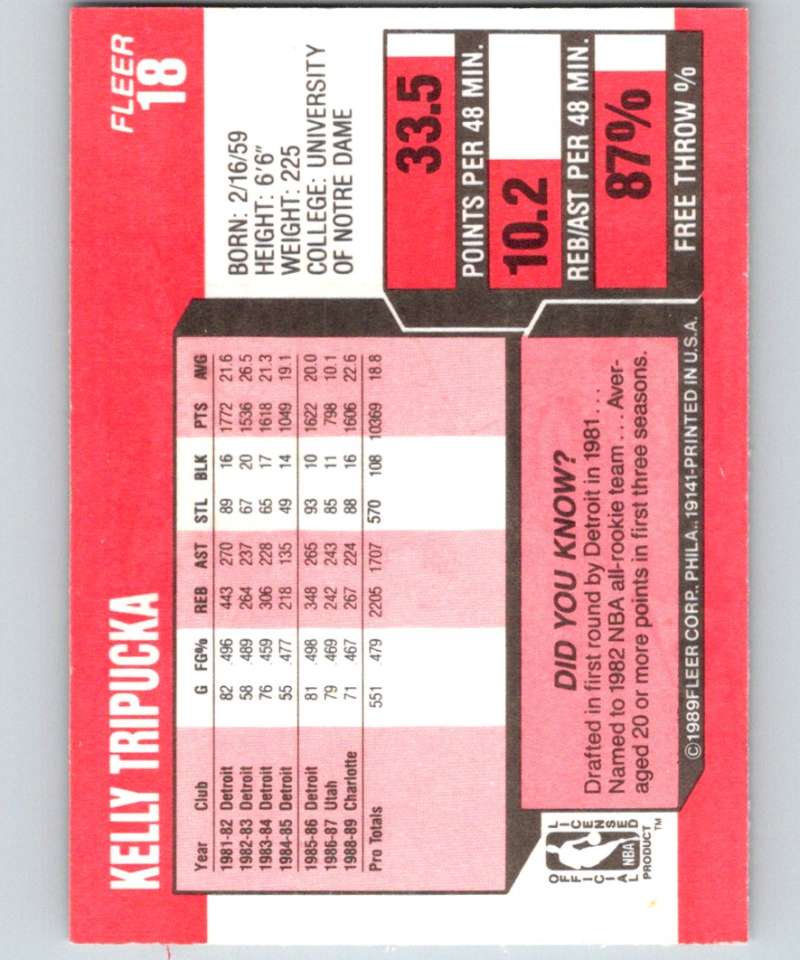 KELLY TRIPUCKA
FLEER
18
BORN: 2/16/59
HEIGHT: 6'6"
WEIGHT: 225
COLLEGE: UNIVERSITY
OF NOTRE DAME
Year Club G FG% REB AST STL BLK PTS AVG
1981-82 Detroit 82 .496 443 270 89 16 1772 21.6
1982-83 Detroit 58 .489 264 237 67 20 1536 26.5
1983-84 Detroit 76 .459 306 228 65 17 1618 21.3
1984-85 Detroit 55 .477 218 135 49 14 1049 19.1
1985-86 Detroit 81 .498 348 265 93 10 1622 20.0
1986-87 Utah 79 .469 242 243 85 11 798 10.1
1988-89 Charlotte 71 .467 267 224 88 16 1606 22.6
Pro Totals 551 .479 2205 1707 570 108 10369 18.8
33.5
POINTS PER 48 MIN.
10.2
REB/AST PER 48 MIN.
87%
FREE THROW %
DID YOU KNOW?
Drafted in first round by Detroit in 1981 ...
Named to 1982 NBA all-rookie team ... Aver-
aged 20 or more points in first three seasons.
OFFICIAL LICENSED
NBA
PRODUCT™
©1989FLEER CORP., PHILA., 19141-PRINTED IN U.S.A.